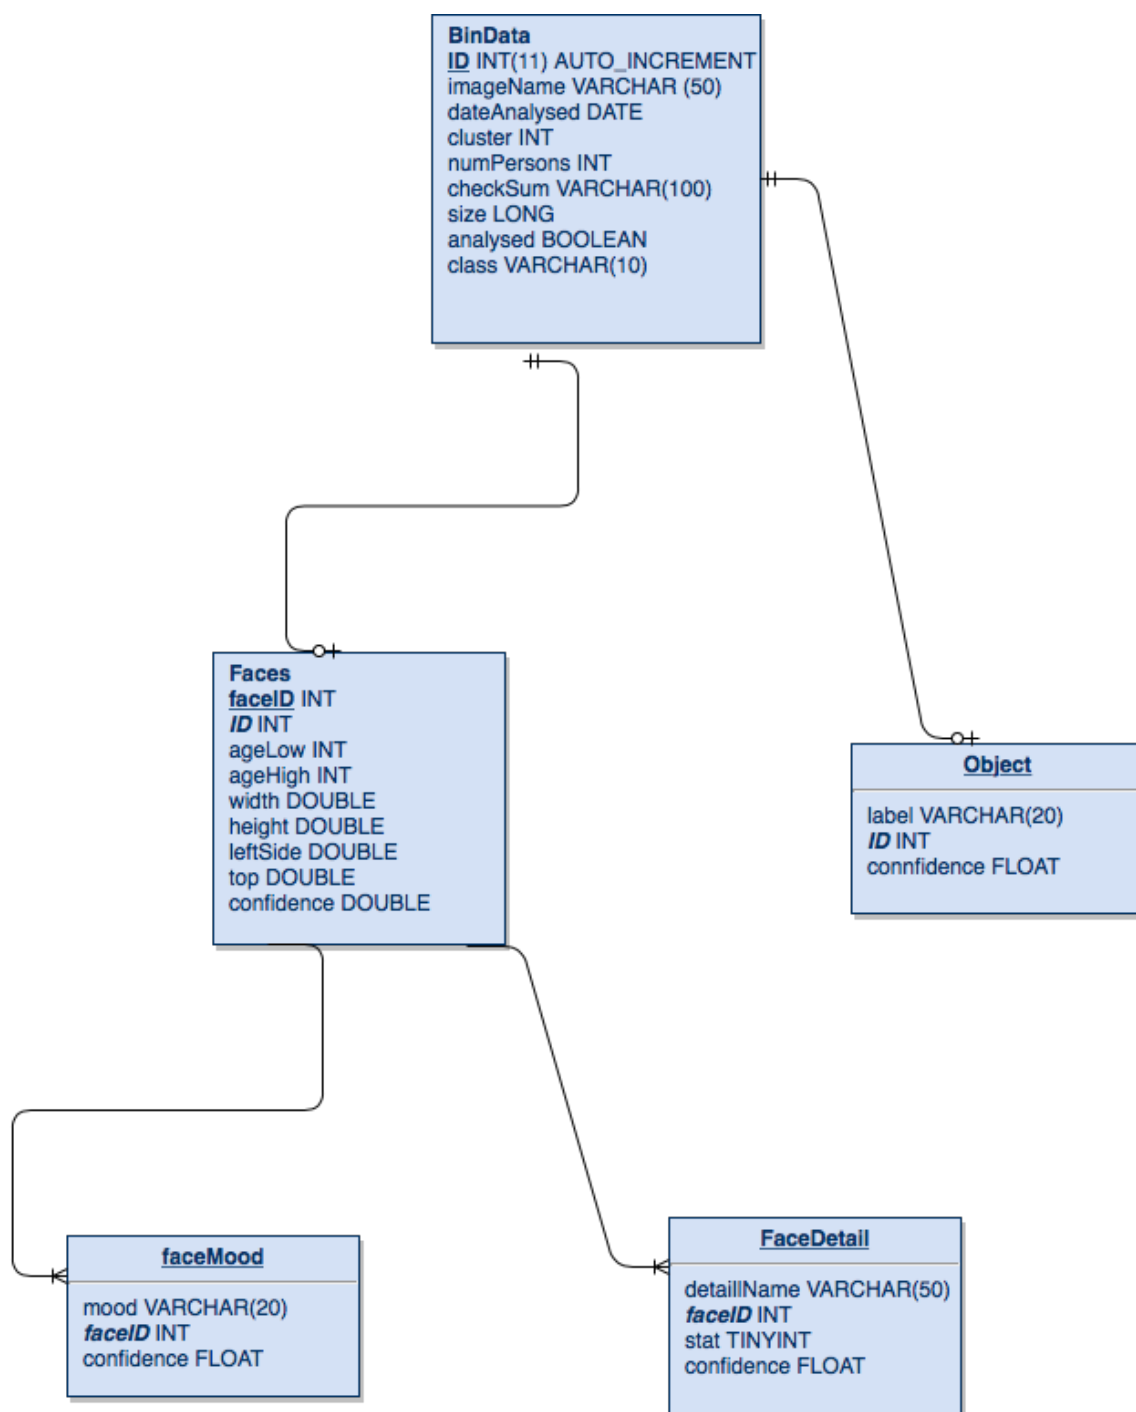 BinData
ID INT(11) AUTO_INCREMENT
imageName VARCHAR (50)
dateAnalysed DATE
cluster INT
numPersons INT
checkSum VARCHAR(100)
size LONG
analysed BOOLEAN
class VARCHAR(10)
Faces
faceID INT
ID INT
ageLow INT
ageHigh INT
width DOUBLE
height DOUBLE
leftSide DOUBLE
top DOUBLE
confidence DOUBLE
Object
label VARCHAR(20)
ID INT
connfidence FLOAT
faceMood
mood VARCHAR(20)
faceID INT
confidence FLOAT
FaceDetail
detaillName VARCHAR(50)
faceID INT
stat TINYINT
confidence FLOAT